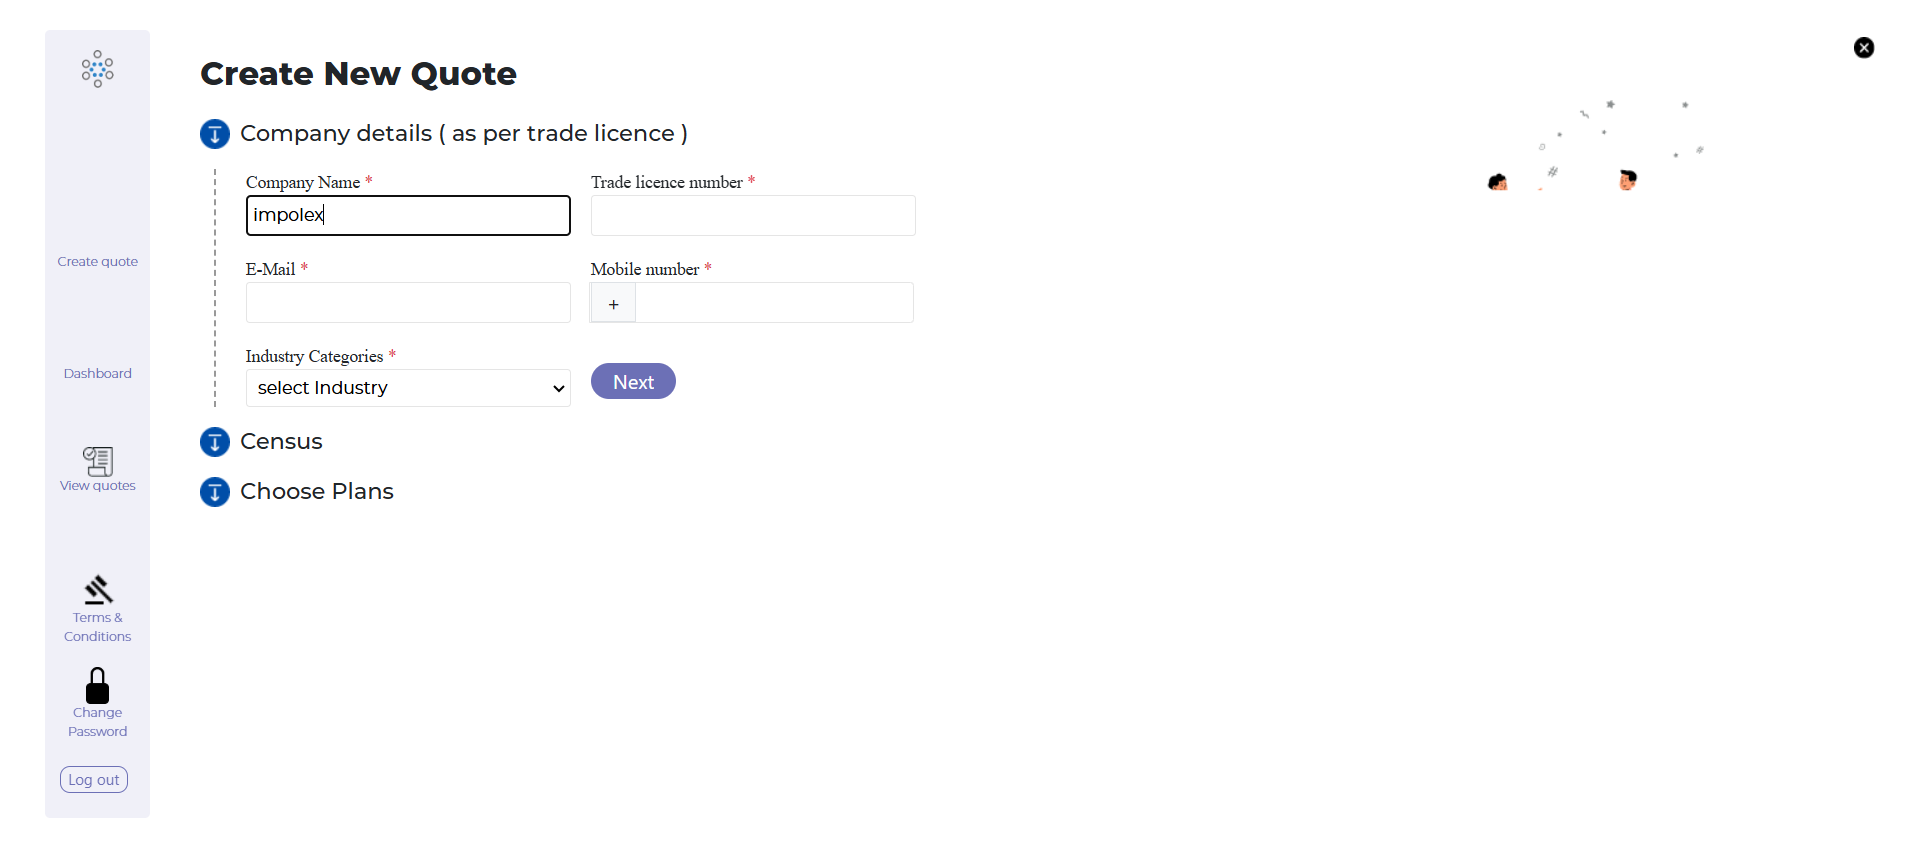 Create New Quote
Company details ( as per trade licence )
Company Name *
Trade licence number *
impolex
E-Mail *
Mobile number *
+
Industry Categories *
select Industry
Next
Census
Choose Plans
Create quote
Dashboard
View quotes
Terms &
Conditions
Change
Password
Log out